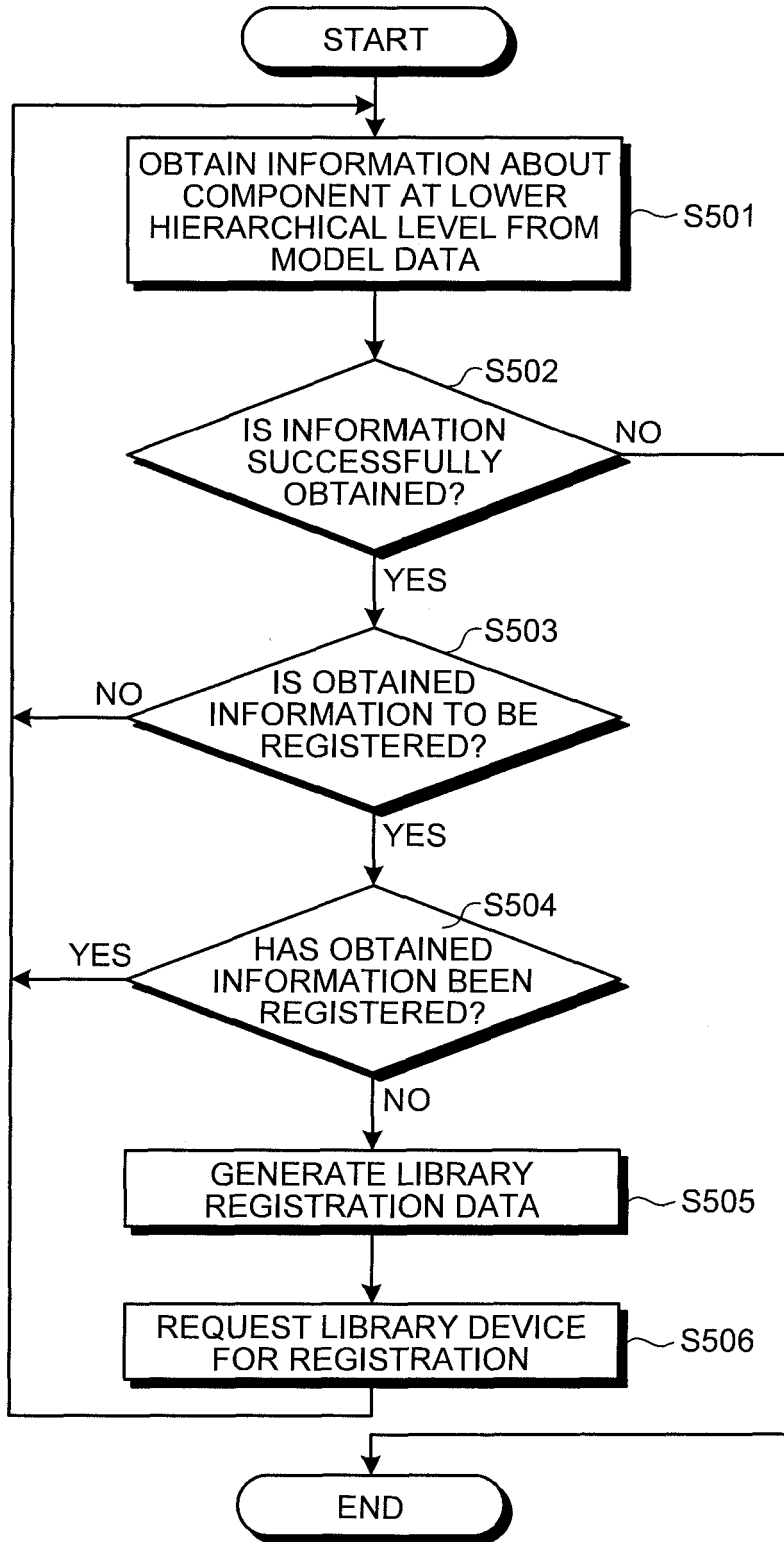 START
OBTAIN INFORMATION ABOUT
COMPONENT AT LOWER
HIERARCHICAL LEVEL FROM
MODEL DATA
S501
S502
IS INFORMATION
SUCCESSFULLY
OBTAINED?
NO
YES
S503
NO
IS OBTAINED
INFORMATION TO BE
REGISTERED?
YES
S504
YES
HAS OBTAINED
INFORMATION BEEN
REGISTERED?
NO
GENERATE LIBRARY
REGISTRATION DATA
S505
REQUEST LIBRARY DEVICE
FOR REGISTRATION
S506
END